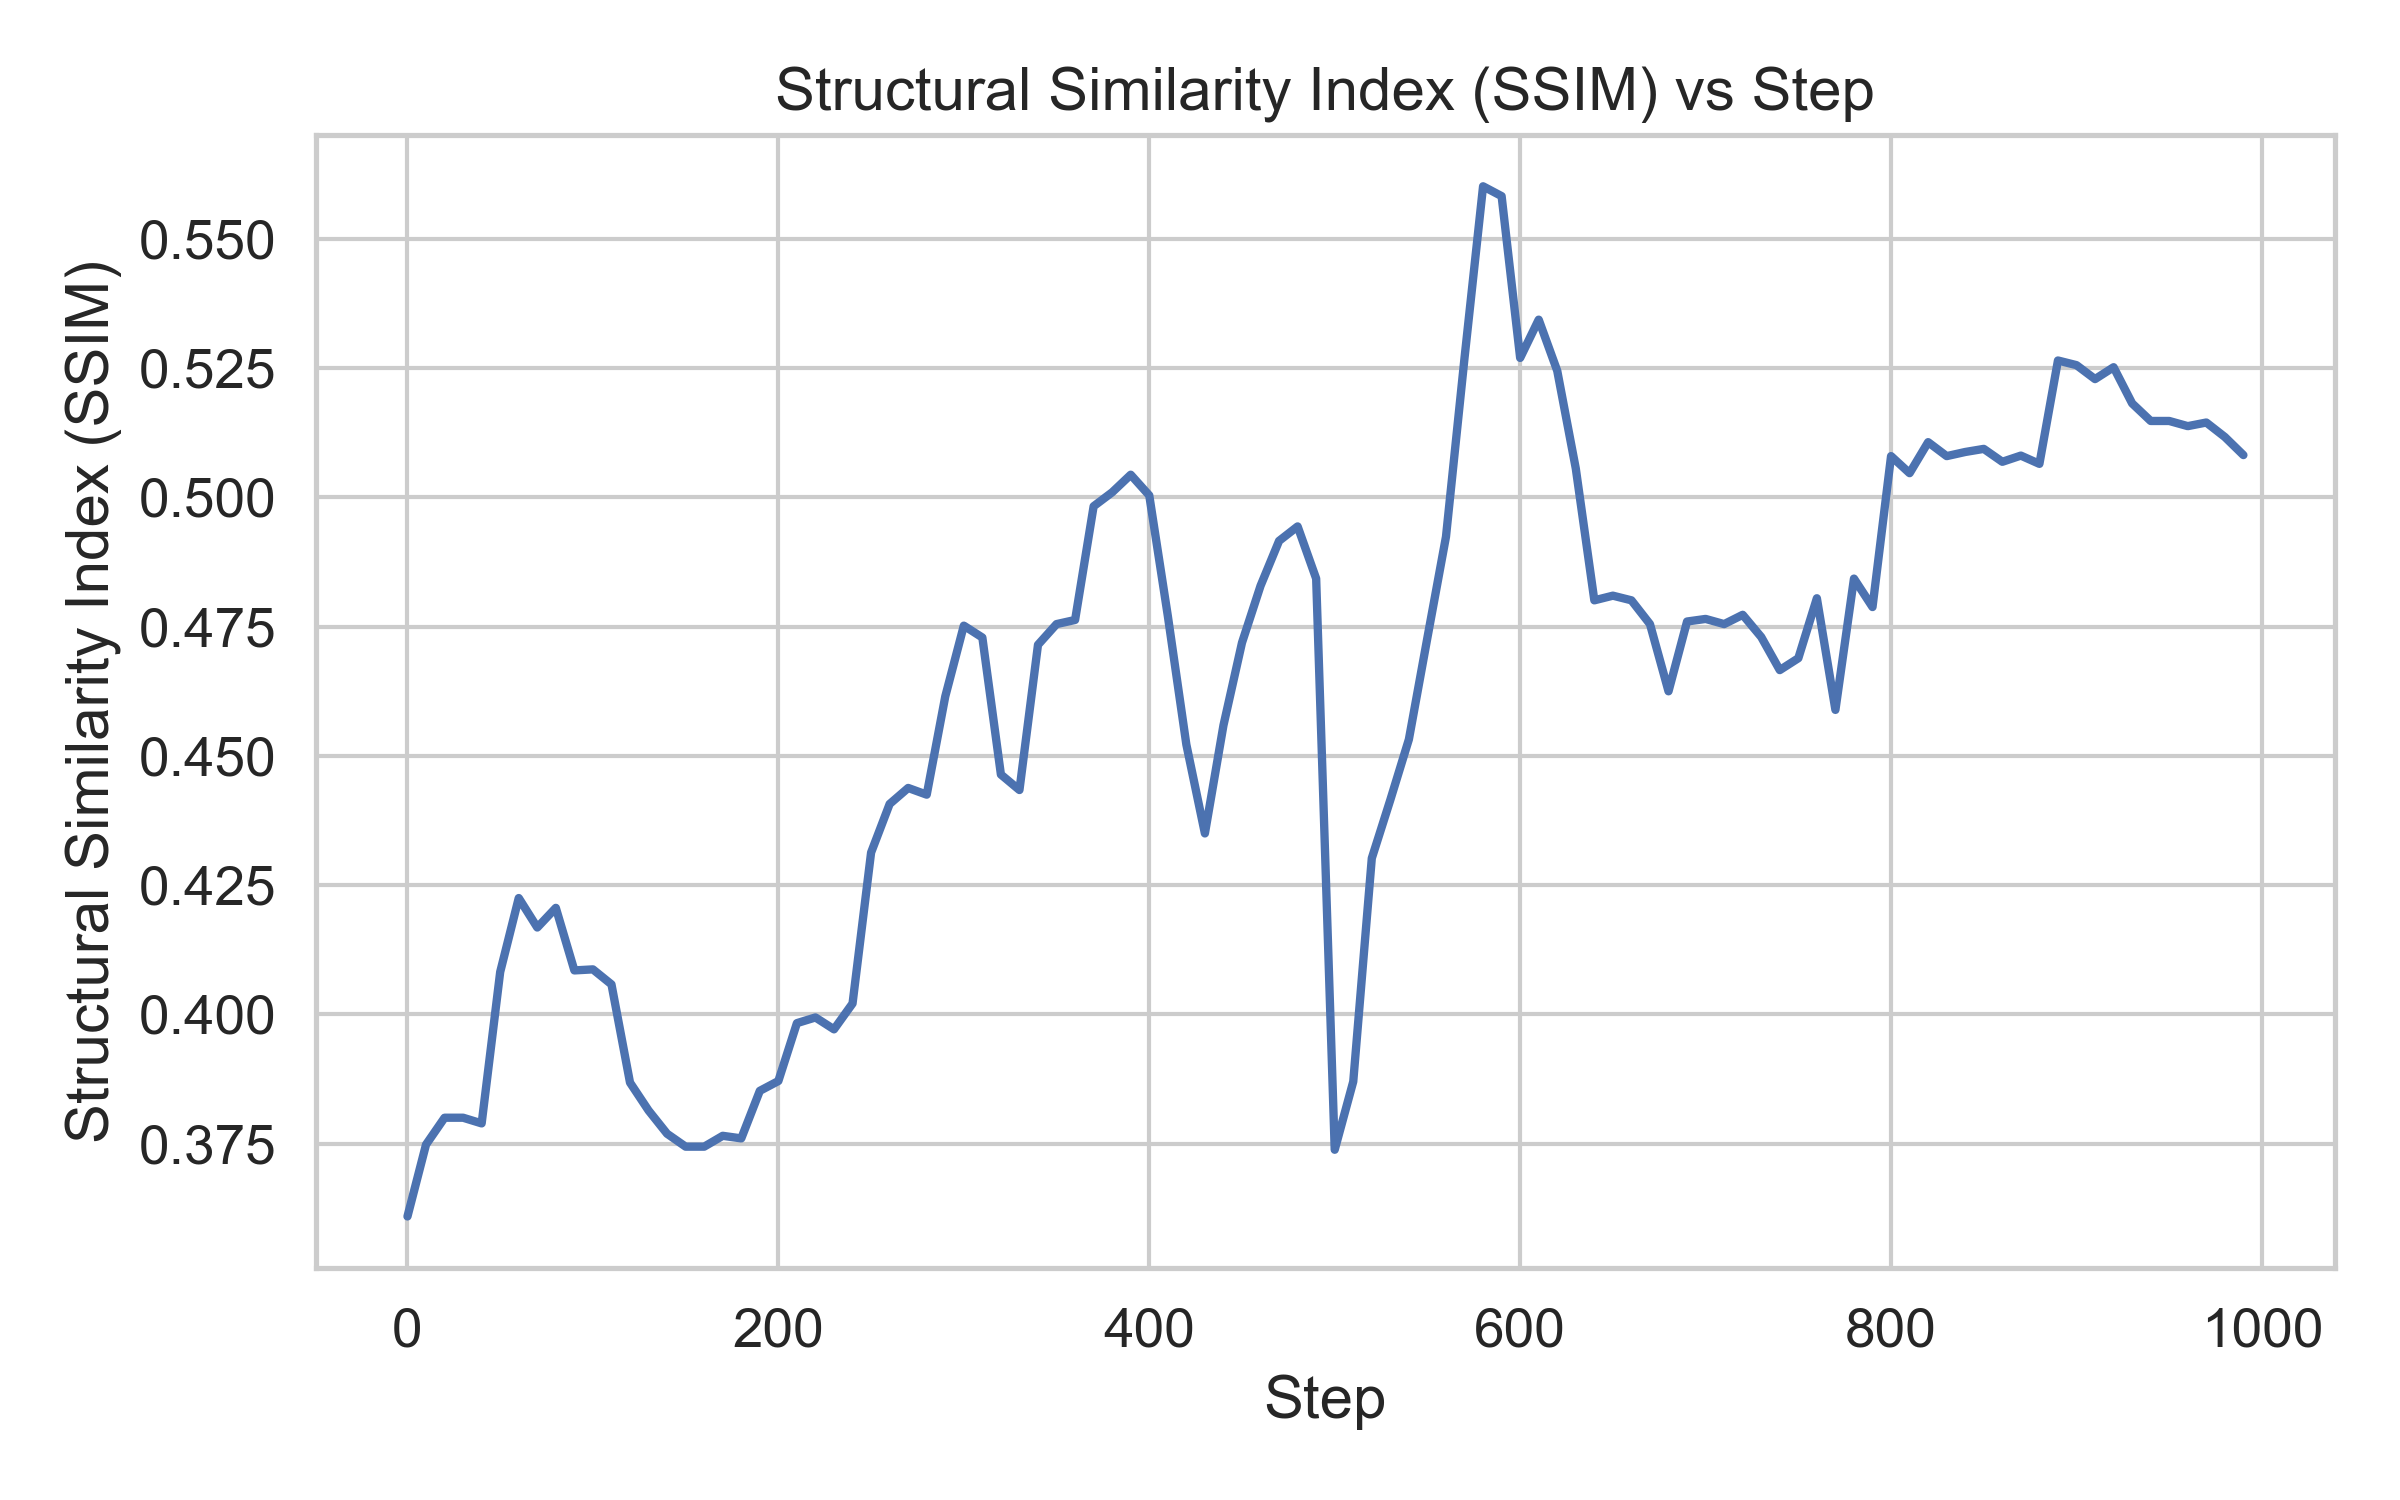 Structural Similarity Index (SSIM) vs Step
Structural Similarity Index (SSIM)
0.550
0.525
0.500
0.475
0.450
0.425
0.400
0.375
0 200 400 600 800 1000
Step